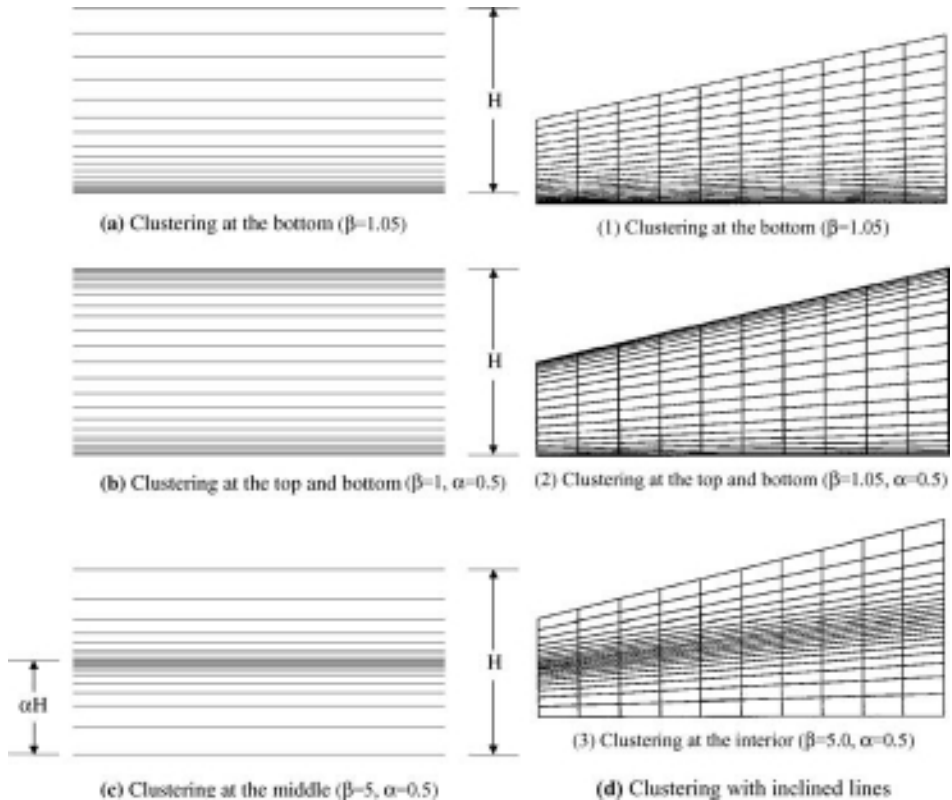 H
(a) Clustering at the bottom (β=1.05)
(1) Clustering at the bottom (β=1.05)
H
(b) Clustering at the top and bottom (β=1, α=0.5)
(2) Clustering at the top and bottom (β=1.05, α=0.5)
H
αH
(3) Clustering at the interior (β=5.0, α=0.5)
(c) Clustering at the middle (β=5, α=0.5)
(d) Clustering with inclined lines